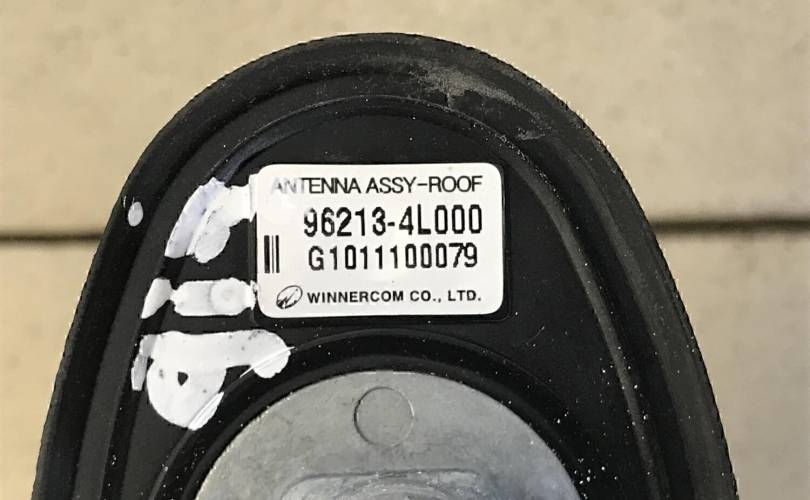 ANTENNA ASSY-ROOF
96213-4L000
G1011100079
WINNERCOM CO., LTD.